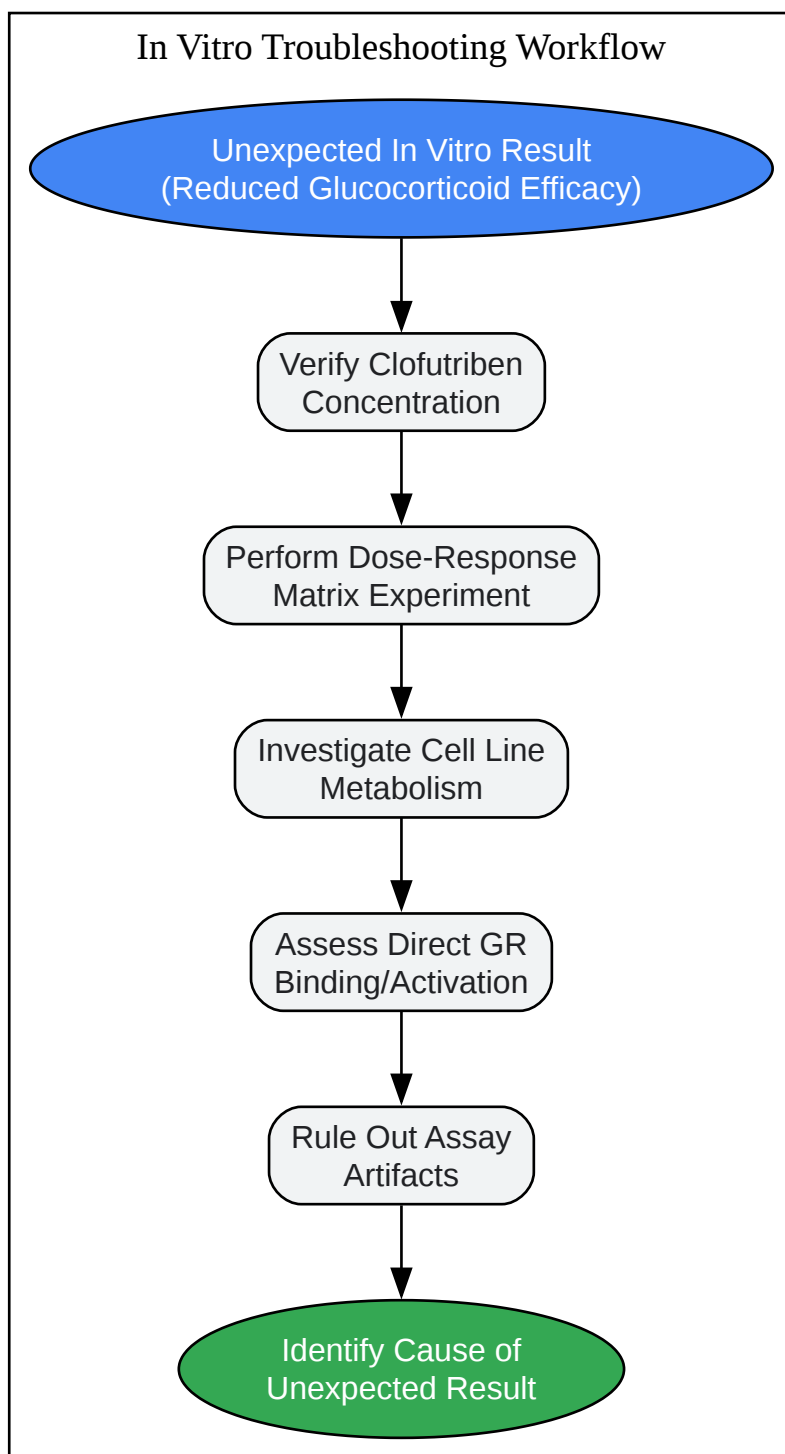 In Vitro Troubleshooting Workflow
Unexpected In Vitro Result
(Reduced Glucocorticoid Efficacy)
Verify Clofutriben
Concentration
Perform Dose-Response
Matrix Experiment
Investigate Cell Line
Metabolism
Assess Direct GR
Binding/Activation
Rule Out Assay
Artifacts
Identify Cause of
Unexpected Result